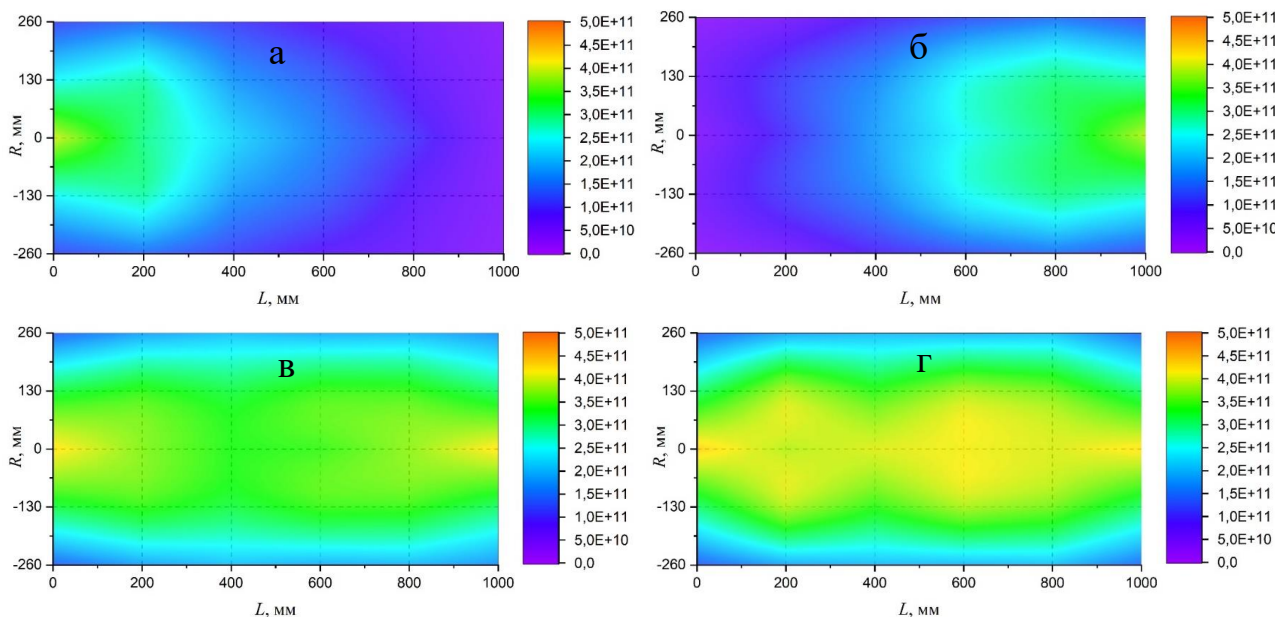 а
260
130
0
-130
-260
R, мм
0
200
400
600
800
1000
L, мм
5,0E+11
4,5E+11
4,0E+11
3,5E+11
3,0E+11
2,5E+11
2,0E+11
1,5E+11
1,0E+11
5,0E+10
0,0
б
260
130
0
-130
-260
R, мм
0
200
400
600
800
1000
L, мм
5,0E+11
4,5E+11
4,0E+11
3,5E+11
3,0E+11
2,5E+11
2,0E+11
1,5E+11
1,0E+11
5,0E+10
0,0
в
260
130
0
-130
-260
R, мм
0
200
400
600
800
1000
L, мм
5,0E+11
4,5E+11
4,0E+11
3,5E+11
3,0E+11
2,5E+11
2,0E+11
1,5E+11
1,0E+11
5,0E+10
0,0
г
260
130
0
-130
-260
R, мм
0
200
400
600
800
1000
L, мм
5,0E+11
4,5E+11
4,0E+11
3,5E+11
3,0E+11
2,5E+11
2,0E+11
1,5E+11
1,0E+11
5,0E+10
0,0